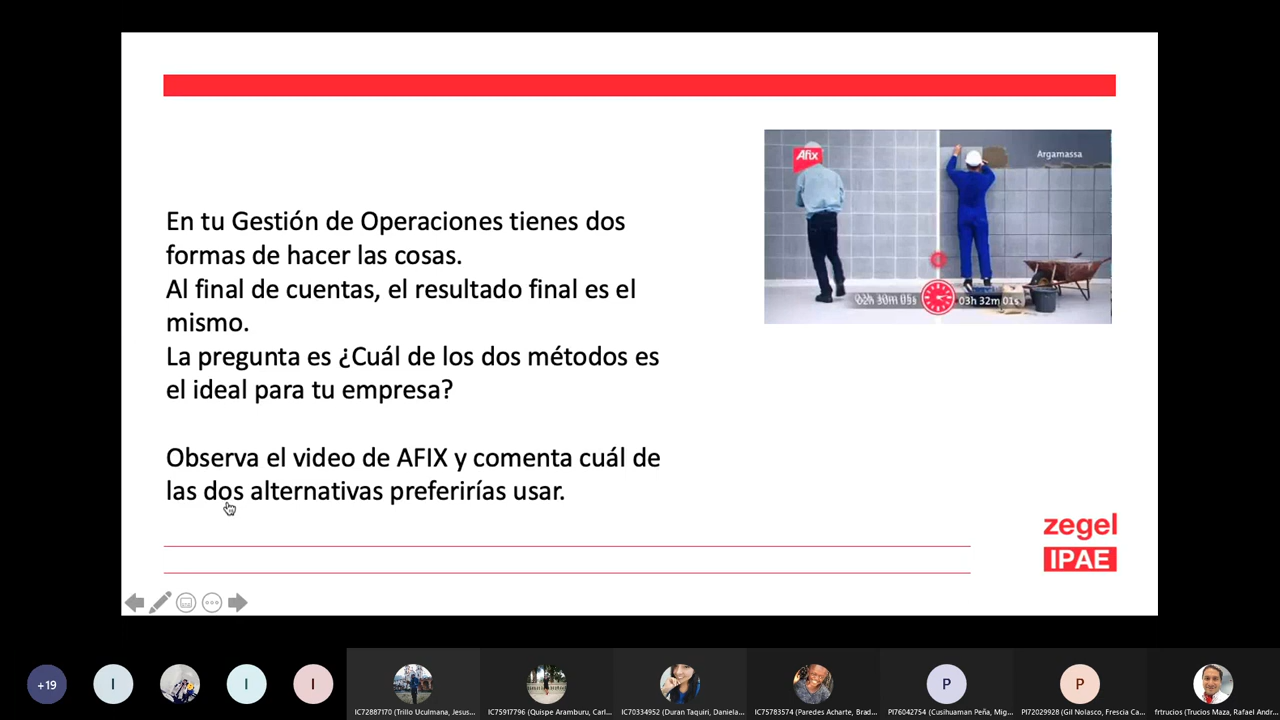 Afix
Argamassa
03h 32m 01s
En tu Gestión de Operaciones tienes dos
formas de hacer las cosas.
Al final de cuentas, el resultado final es el
mismo.
La pregunta es ¿Cuál de los dos métodos es
el ideal para tu empresa?
Observa el video de AFIX y comenta cuál de
las dos alternativas preferirías usar.
zegel
IPAE
+19
I
I
I
P
P
IC72887170 (Trillo Uculmana, Jesus...
IC75917796 (Quispe Aramburu, Carl...
IC70334952 (Duran Taquiri, Daniela...
IC75783574 (Paredes Acharte, Brad...
PI76042754 (Cusihuaman Peña, Mig...
PI72029928 (Gil Nolasco, Frescia Ca...
frtrucios (Trucios Maza, Rafael Andr...